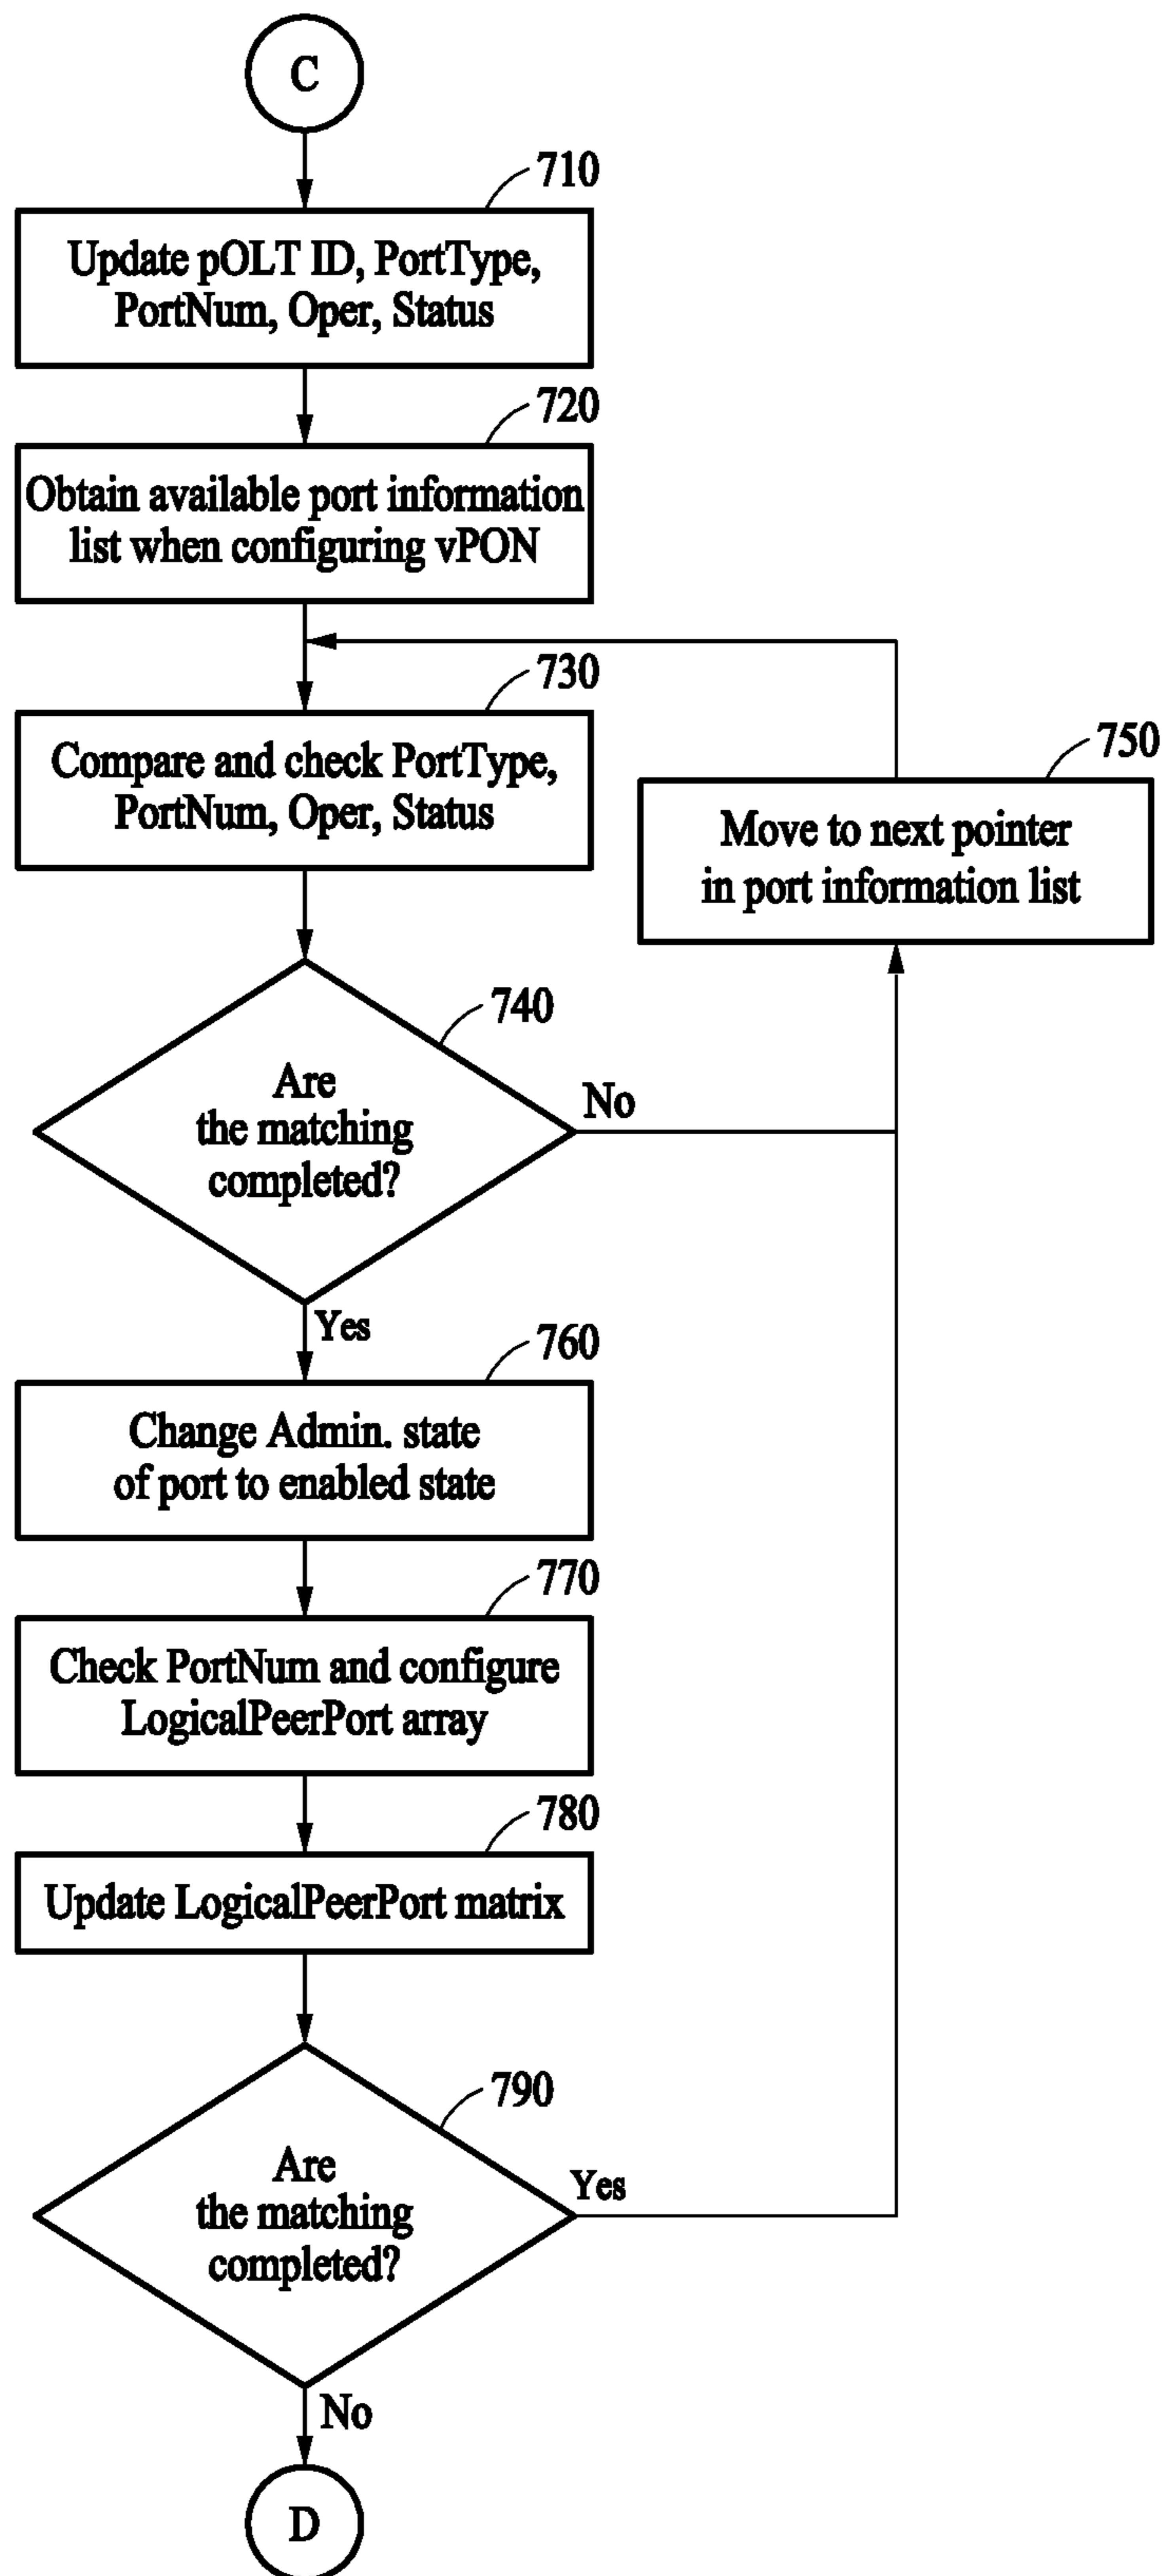 C
710
Update pOLT ID, PortType,
PortNum, Oper, Status
720
Obtain available port information
list when configuring vPON
730
Compare and check PortType,
PortNum, Oper, Status
750
Move to next pointer
in port information list
740
Are
the matching
completed?
No
Yes
760
Change Admin. state
of port to enabled state
770
Check PortNum and configure
LogicalPeerPort array
780
Update LogicalPeerPort matrix
790
Are
the matching
completed?
Yes
No
D